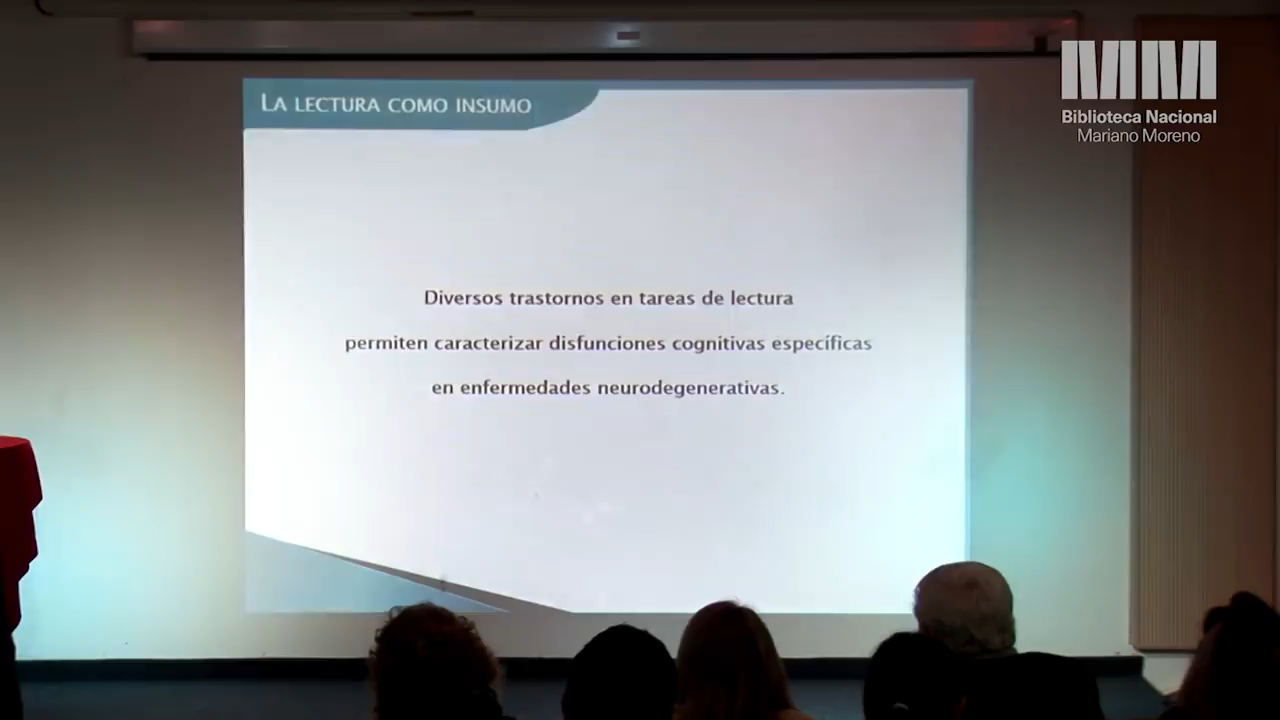 LA LECTURA COMO INSUMO
Biblioteca Nacional
Mariano Moreno
Diversos trastornos en tareas de lectura
permiten caracterizar disfunciones cognitivas específicas
en enfermedades neurodegenerativas.